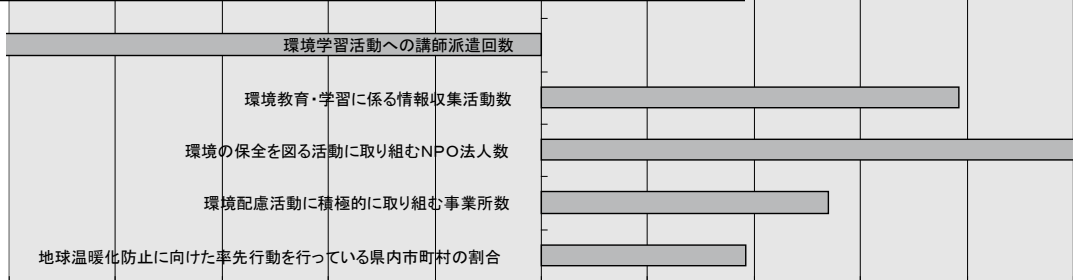 環境学習活動への講師派遣回数
環境教育・学習に係る情報収集活動数
環境の保全を図る活動に取り組むNPO法人数
環境配慮活動に積極的に取り組む事業所数
地球温暖化防止に向けた率先行動を行っている県内市町村の割合